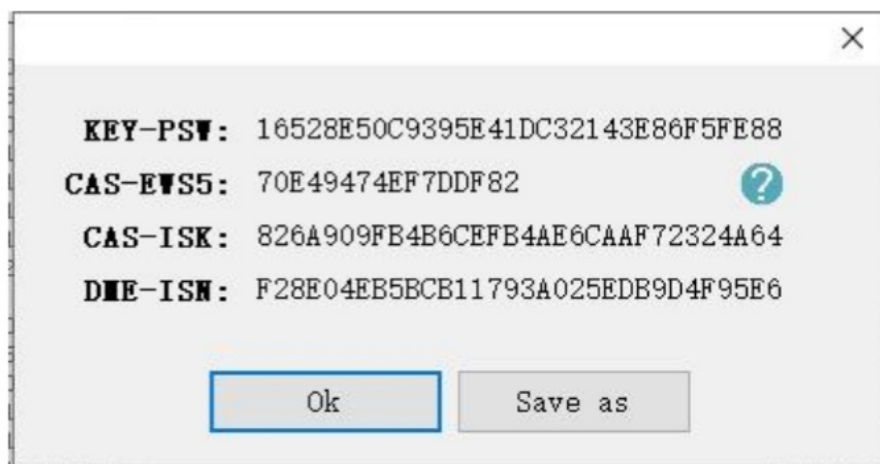 KEY-PSW: 16528E50C9395E41DC32143E86F5FE88
CAS-EWS5: 70E49474EF7DDF82
?
CAS-ISK: 826A909FB4B6CEFB4AE6CAAF72324A64
DME-ISN: F28E04EB5BCB11793A025EDB9D4F95E6
Ok Save as